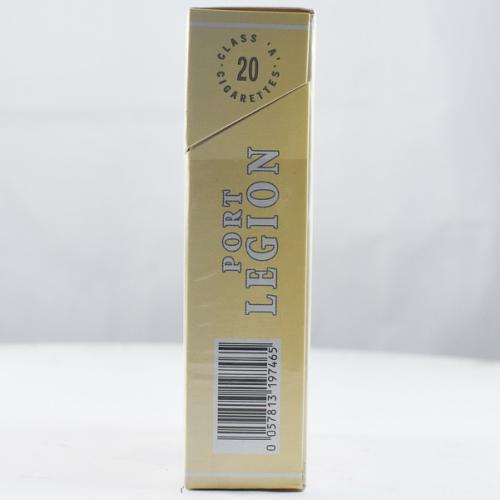 · CLASS 'A' ·
20
CIGARETTES
PORT
LEGION
0 057813 197465